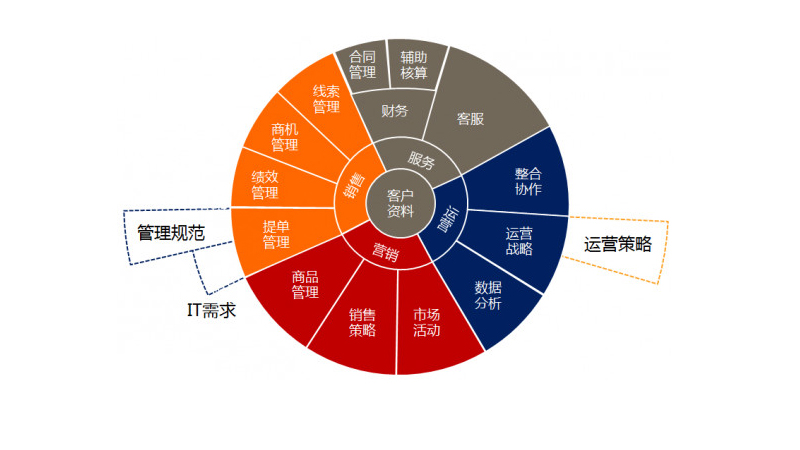 合同
管理
辅助
核算
线索
管理
财务
客服
商机
管理
服务
整合
协作
绩效
管理
销售
客户
资料
运营
管理规范
提单
管理
运营
战略
运营策略
营销
商品
管理
数据
分析
IT需求
销售
策略
市场
活动